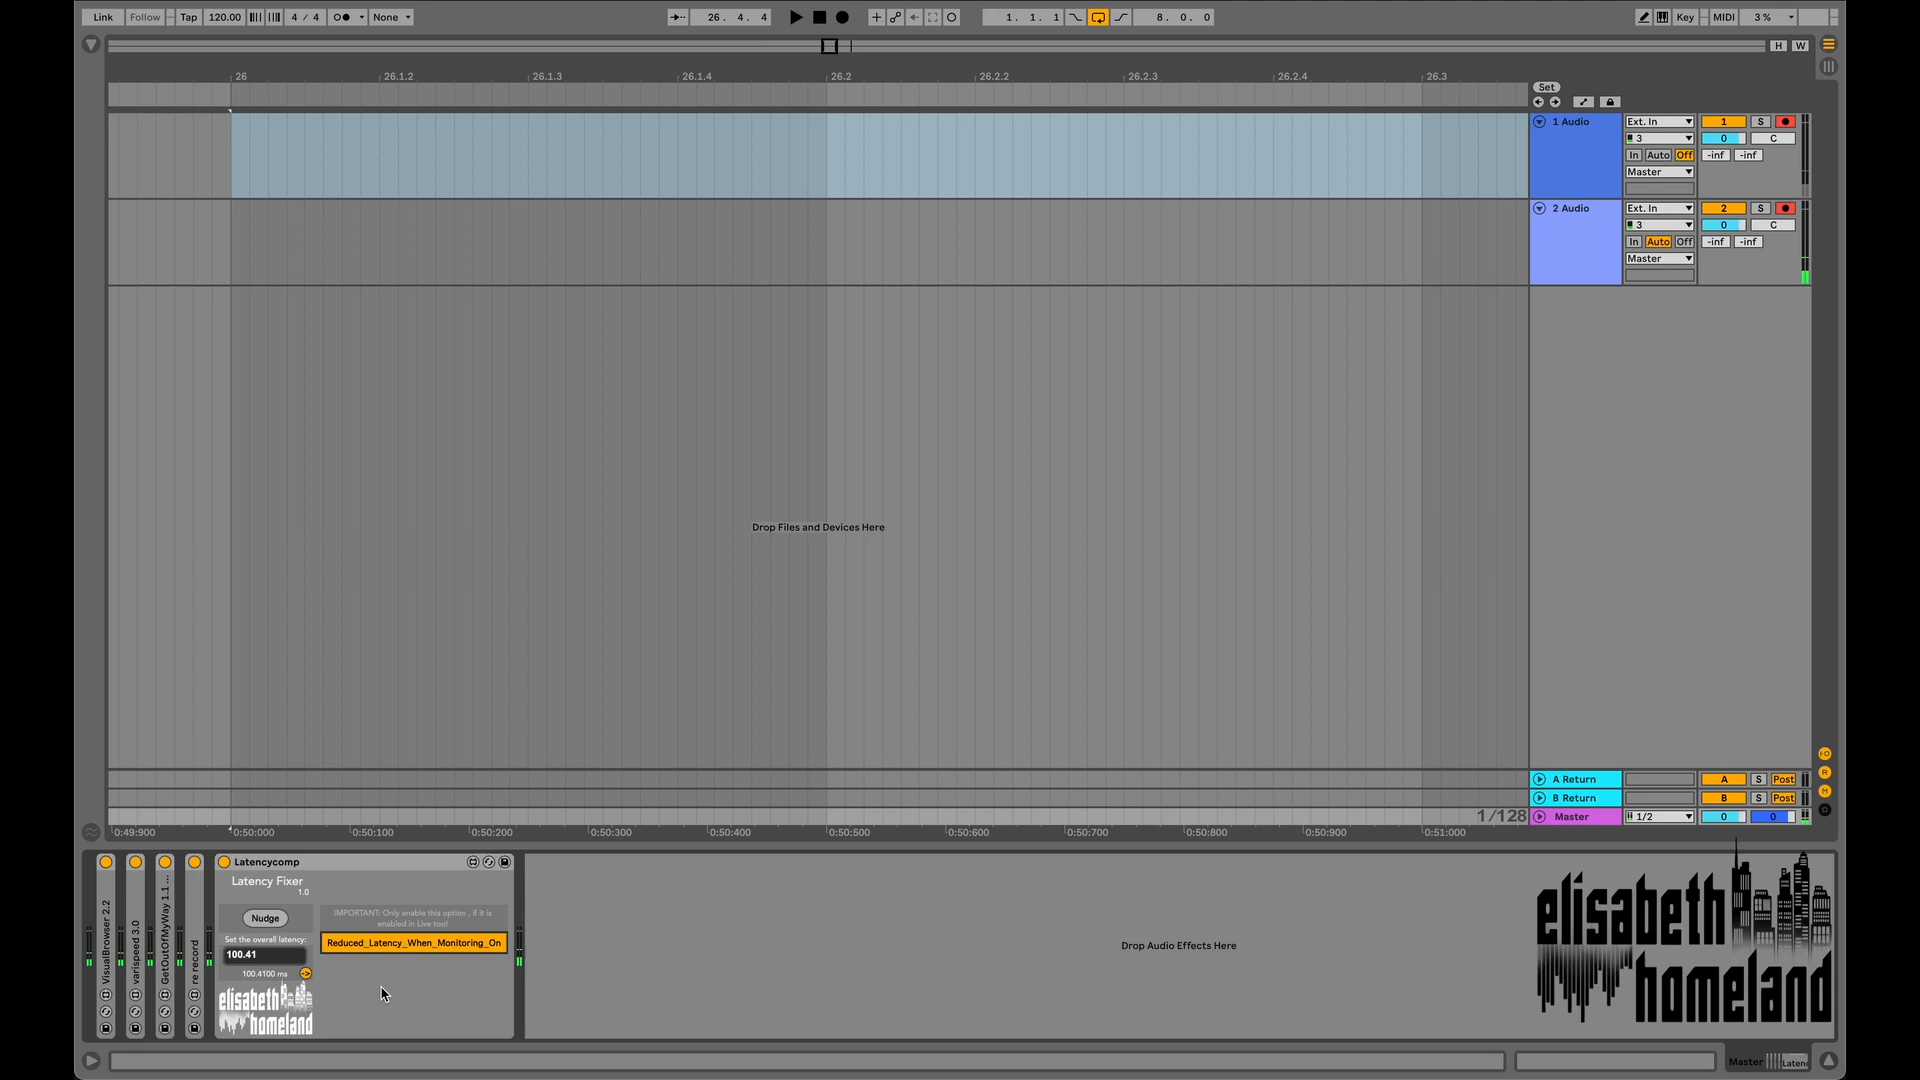 Link Follow Tap 120.00 4 / 4 None 26. 4. 4 1. 1. 1 8. 0. 0 Key MIDI 3 %
H W
26 26.1.2 26.1.3 26.1.4 26.2 26.2.2 26.2.3 26.2.4 26.3
Set
1 Audio Ext. In 1 S
3 0 C
In Auto Off -inf -inf
Master
2 Audio Ext. In 2 S
3 0 C
In Auto Off -inf -inf
Master
Drop Files and Devices Here
A Return A S Post
B Return B S Post
1/128 Master 1/2 0 0
0:49:900 0:50:000 0:50:100 0:50:200 0:50:300 0:50:400 0:50:500 0:50:600 0:50:700 0:50:800 0:50:900 0:51:000
VisualBrowser 2.2
varispeed 3.0
GetOutOfMyWay 1.1 ...
re record
Latencycomp
Latency Fixer
1.0
Nudge
Set the overall latency:
100.41
100.4100 ms
elisabeth
homeland
IMPORTANT: Only enable this option , if it is
enabled in Live tool
Reduced_Latency_When_Monitoring_On
Drop Audio Effects Here
elisabeth
homeland
Master Laten